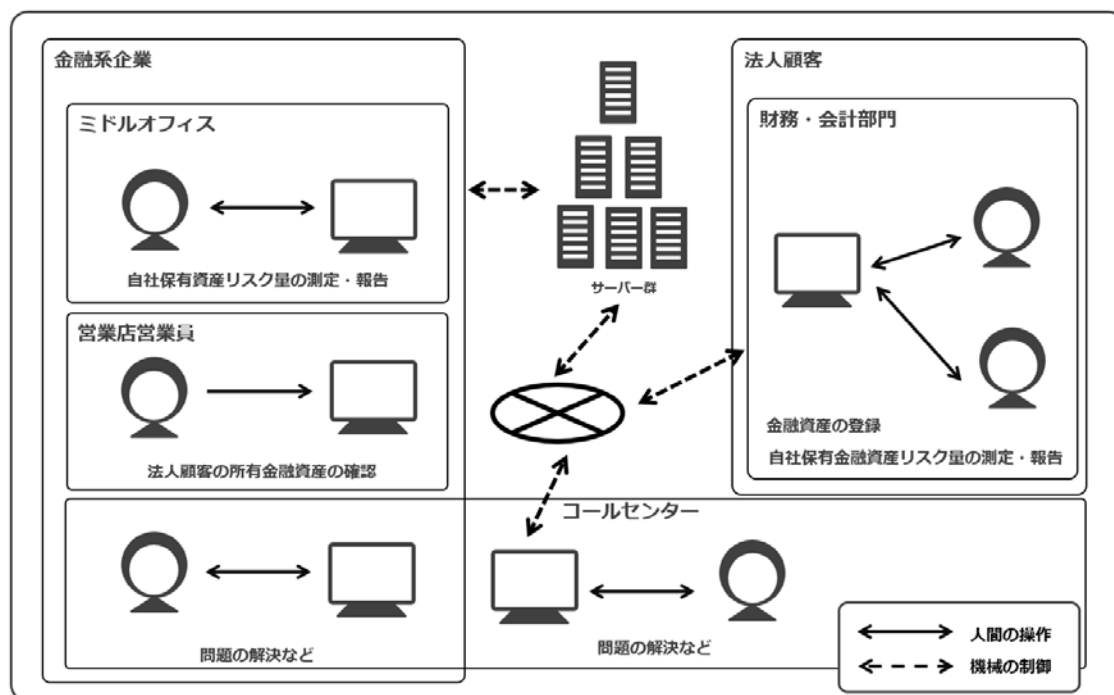 金融系企業
ミドルオフィス
自社保有資産リスク量の測定・報告
営業店営業員
法人顧客の所有金融資産の確認
サーバー群
法人顧客
財務・会計部門
金融資産の登録
自社保有金融資産リスク量の測定・報告
コールセンター
問題の解決など
問題の解決など
人間の操作
機械の制御